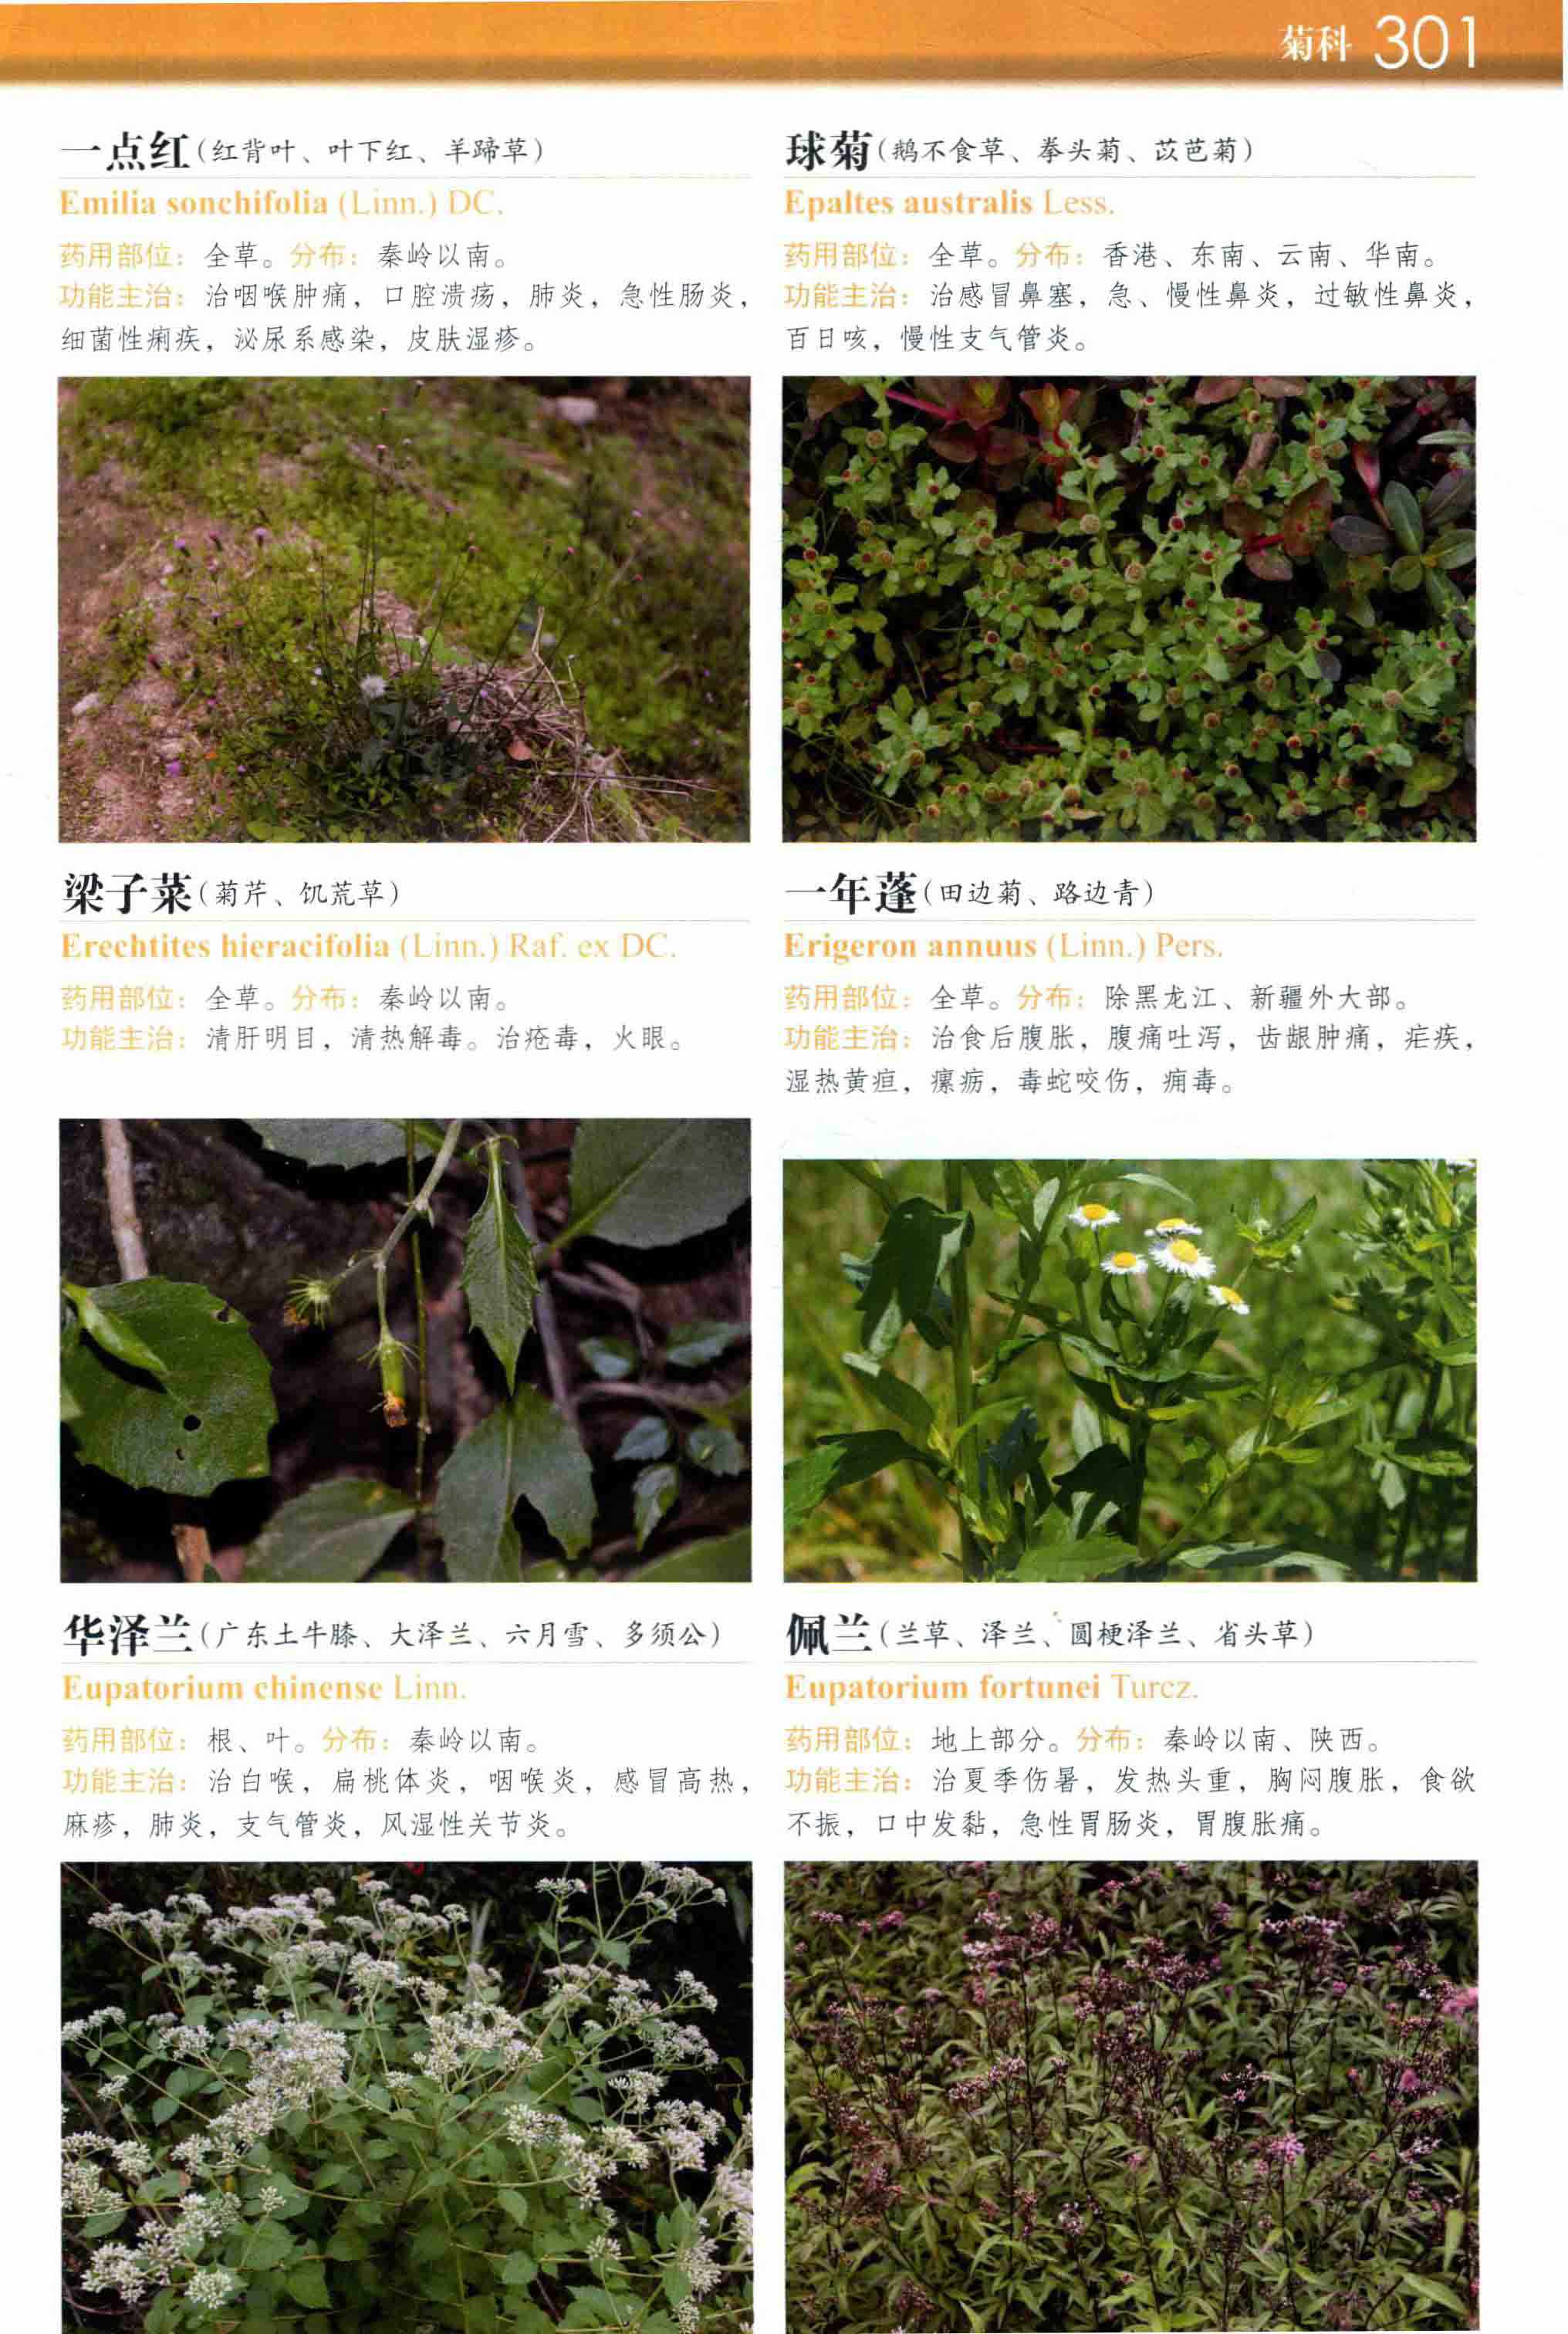 菊科 301
一点红(红背叶、叶下红、羊蹄草)
Emilia sonchifolia (Linn.) DC.
药用部位：全草。分布：秦岭以南。
功能主治：治咽喉肿痛，口腔溃疡，肺炎，急性肠炎，
细菌性痢疾，泌尿系感染，皮肤湿疹。
球菊(鹅不食草、拳头菊、苡芭菊)
Epaltes australis Less.
药用部位：全草。分布：香港、东南、云南、华南。
功能主治：治感冒鼻塞，急、慢性鼻炎，过敏性鼻炎，
百日咳，慢性支气管炎。
梁子菜(菊芹、饥荒草)
Erechtites hieracifolia (Linn.) Raf. ex DC.
药用部位：全草。分布：秦岭以南。
功能主治：清肝明目，清热解毒。治疮毒，火眼。
一年蓬(田边菊、路边青)
Erigeron annuus (Linn.) Pers.
药用部位：全草。分布：除黑龙江、新疆外大部。
功能主治：治食后腹胀，腹痛吐泻，齿龈肿痛，疟疾，
湿热黄疸，瘰疬，毒蛇咬伤，痈毒。
华泽兰(广东土牛膝、大泽兰、六月雪、多须公)
Eupatorium chinense Linn.
药用部位：根、叶。分布：秦岭以南。
功能主治：治白喉，扁桃体炎，咽喉炎，感冒高热，
麻疹，肺炎，支气管炎，风湿性关节炎。
佩兰(兰草、泽兰、圆梗泽兰、省头草)
Eupatorium fortunei Turcz.
药用部位：地上部分。分布：秦岭以南、陕西。
功能主治：治夏季伤暑，发热头重，胸闷腹胀，食欲
不振，口中发黏，急性胃肠炎，胃腹胀痛。